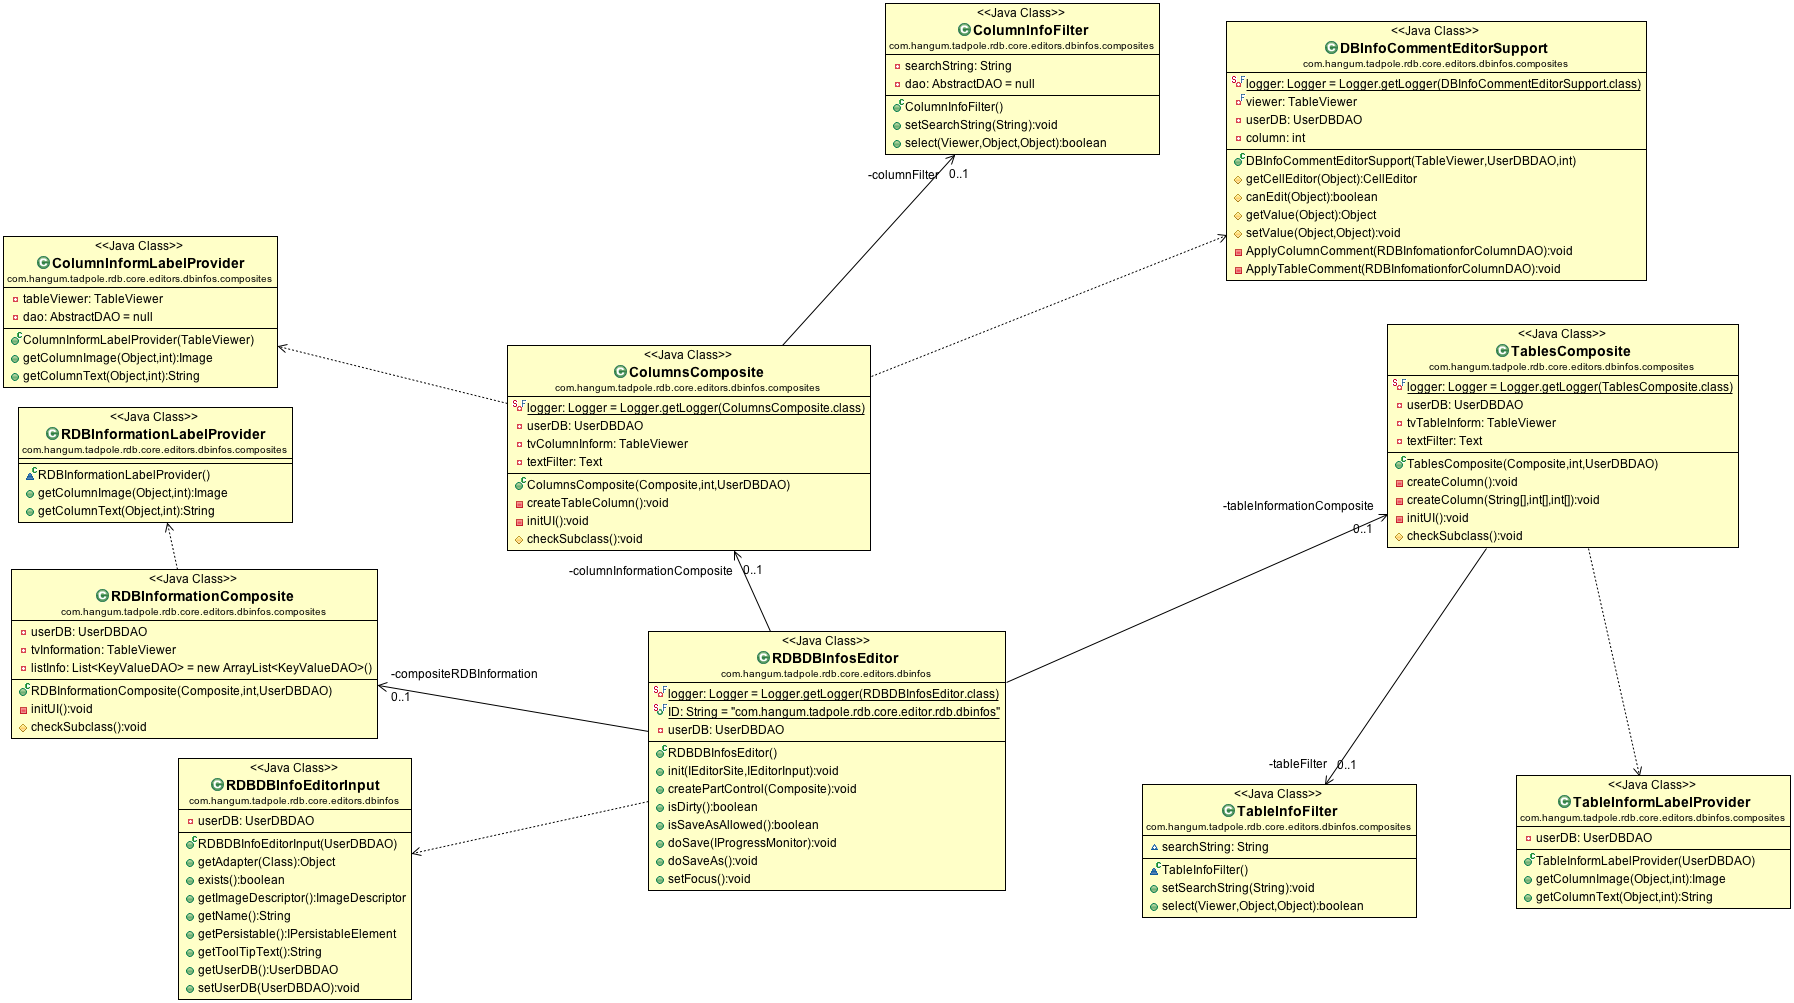 <<Java Class>>
ColumnInfoFilter
com.hangum.tadpole.rdb.core.editors.dbinfos.composites
searchString: String
dao: AbstractDAO = null
ColumnInfoFilter()
setSearchString(String):void
select(Viewer,Object,Object):boolean
<<Java Class>>
DBInfoCommentEditorSupport
com.hangum.tadpole.rdb.core.editors.dbinfos.composites
logger: Logger = Logger.getLogger(DBInfoCommentEditorSupport.class)
viewer: TableViewer
userDB: UserDBDAO
column: int
DBInfoCommentEditorSupport(TableViewer,UserDBDAO,int)
getCellEditor(Object):CellEditor
canEdit(Object):boolean
getValue(Object):Object
setValue(Object,Object):void
ApplyColumnComment(RDBInfomationforColumnDAO):void
ApplyTableComment(RDBInfomationforColumnDAO):void
-columnFilter 0..1
<<Java Class>>
ColumnInformLabelProvider
com.hangum.tadpole.rdb.core.editors.dbinfos.composites
tableViewer: TableViewer
dao: AbstractDAO = null
ColumnInformLabelProvider(TableViewer)
getColumnImage(Object,int):Image
getColumnText(Object,int):String
<<Java Class>>
ColumnsComposite
com.hangum.tadpole.rdb.core.editors.dbinfos.composites
logger: Logger = Logger.getLogger(ColumnsComposite.class)
userDB: UserDBDAO
tvColumnInform: TableViewer
textFilter: Text
ColumnsComposite(Composite,int,UserDBDAO)
createTableColumn():void
initUI():void
checkSubclass():void
<<Java Class>>
TablesComposite
com.hangum.tadpole.rdb.core.editors.dbinfos.composites
logger: Logger = Logger.getLogger(TablesComposite.class)
userDB: UserDBDAO
tvTableInform: TableViewer
textFilter: Text
TablesComposite(Composite,int,UserDBDAO)
createColumn():void
createColumn(String[],int[],int[]):void
initUI():void
checkSubclass():void
<<Java Class>>
RDBInformationLabelProvider
com.hangum.tadpole.rdb.core.editors.dbinfos.composites
RDBInformationLabelProvider()
getColumnImage(Object,int):Image
getColumnText(Object,int):String
-tableInformationComposite
0..1
-columnInformationComposite 0..1
<<Java Class>>
RDBInformationComposite
com.hangum.tadpole.rdb.core.editors.dbinfos.composites
userDB: UserDBDAO
tvInformation: TableViewer
listInfo: List<KeyValueDAO> = new ArrayList<KeyValueDAO>()
RDBInformationComposite(Composite,int,UserDBDAO)
initUI():void
checkSubclass():void
-compositeRDBInformation
0..1
<<Java Class>>
RDBDBInfosEditor
com.hangum.tadpole.rdb.core.editors.dbinfos
logger: Logger = Logger.getLogger(RDBDBInfosEditor.class)
ID: String = "com.hangum.tadpole.rdb.core.editor.rdb.dbinfos"
userDB: UserDBDAO
RDBDBInfosEditor()
init(IEditorSite,IEditorInput):void
createPartControl(Composite):void
isDirty():boolean
isSaveAsAllowed():boolean
doSave(IProgressMonitor):void
doSaveAs():void
setFocus():void
<<Java Class>>
RDBDBInfoEditorInput
com.hangum.tadpole.rdb.core.editors.dbinfos
userDB: UserDBDAO
RDBDBInfoEditorInput(UserDBDAO)
getAdapter(Class):Object
exists():boolean
getImageDescriptor():ImageDescriptor
getName():String
getPersistable():IPersistableElement
getToolTipText():String
getUserDB():UserDBDAO
setUserDB(UserDBDAO):void
-tableFilter 0..1
<<Java Class>>
TableInfoFilter
com.hangum.tadpole.rdb.core.editors.dbinfos.composites
searchString: String
TableInfoFilter()
setSearchString(String):void
select(Viewer,Object,Object):boolean
<<Java Class>>
TableInformLabelProvider
com.hangum.tadpole.rdb.core.editors.dbinfos.composites
userDB: UserDBDAO
TableInformLabelProvider(UserDBDAO)
getColumnImage(Object,int):Image
getColumnText(Object,int):String